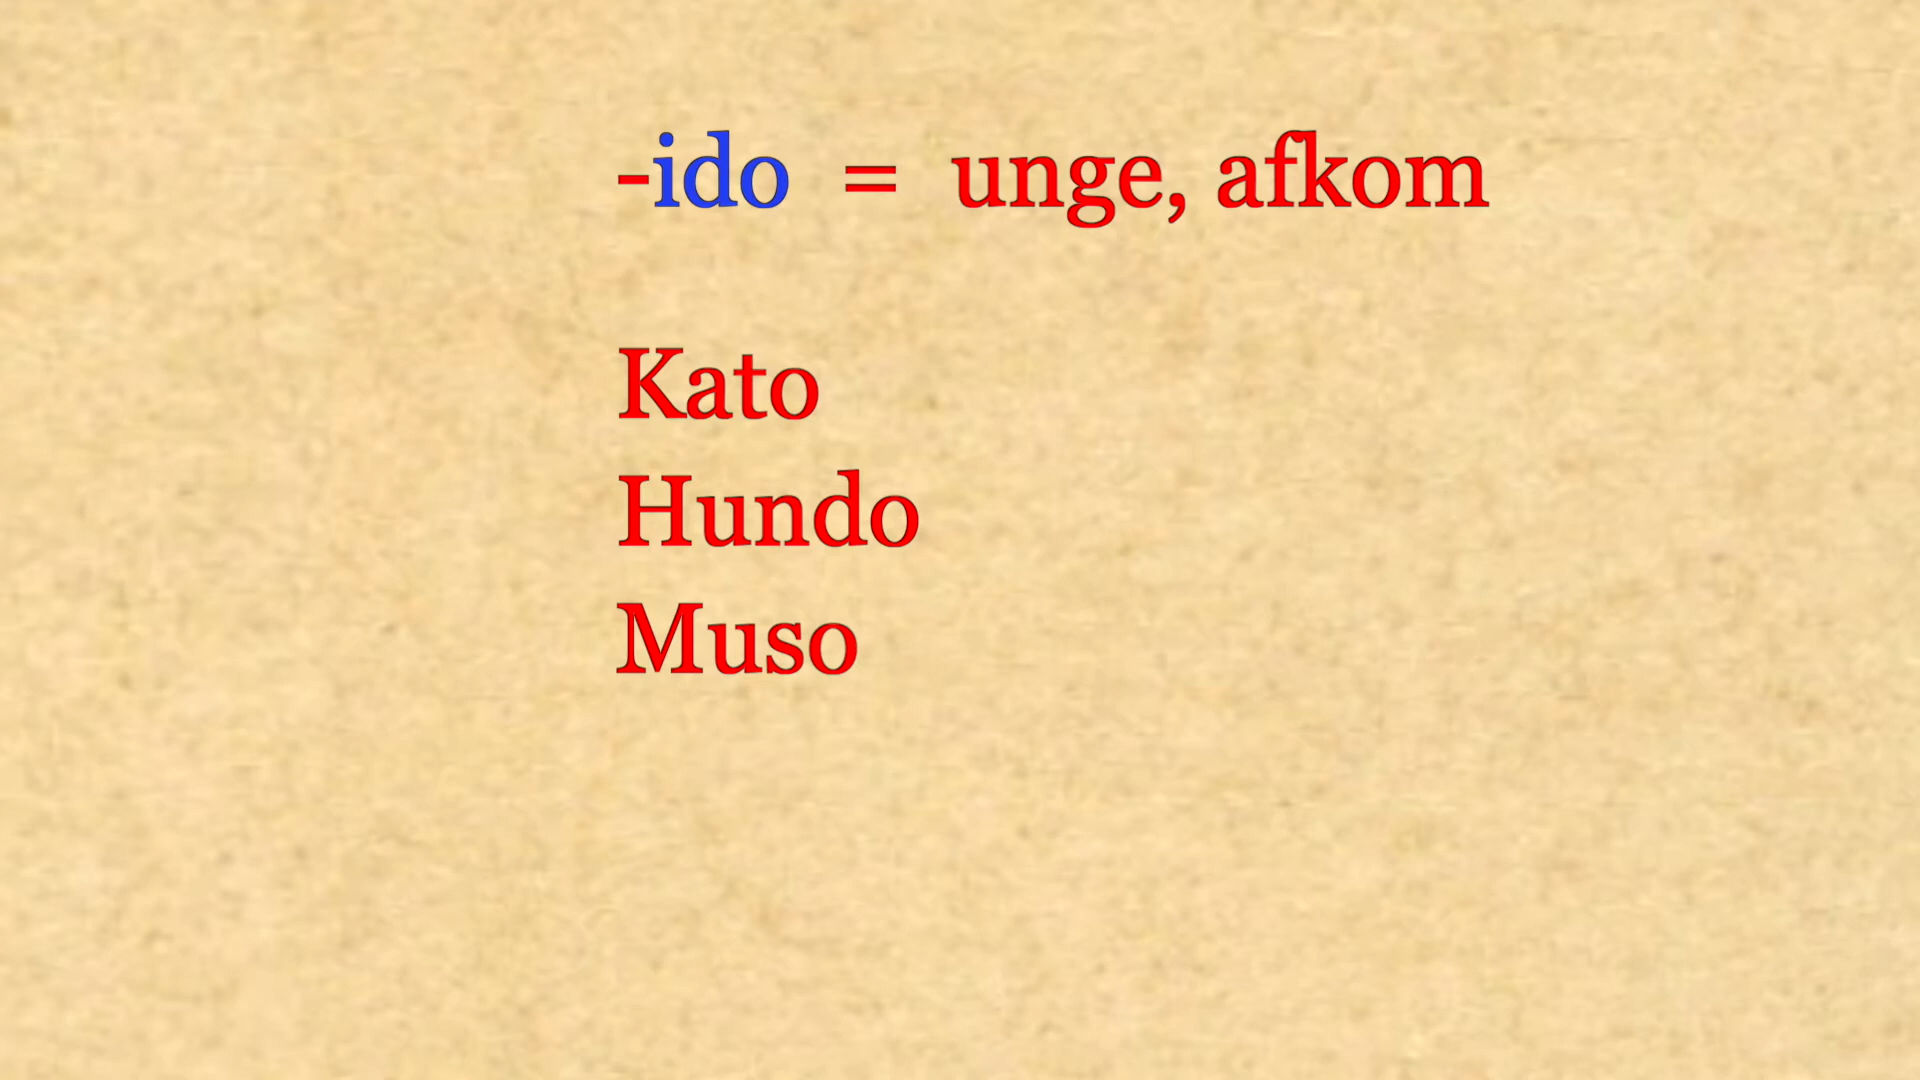 -ido = unge, afkom
Kato
Hundo
Muso